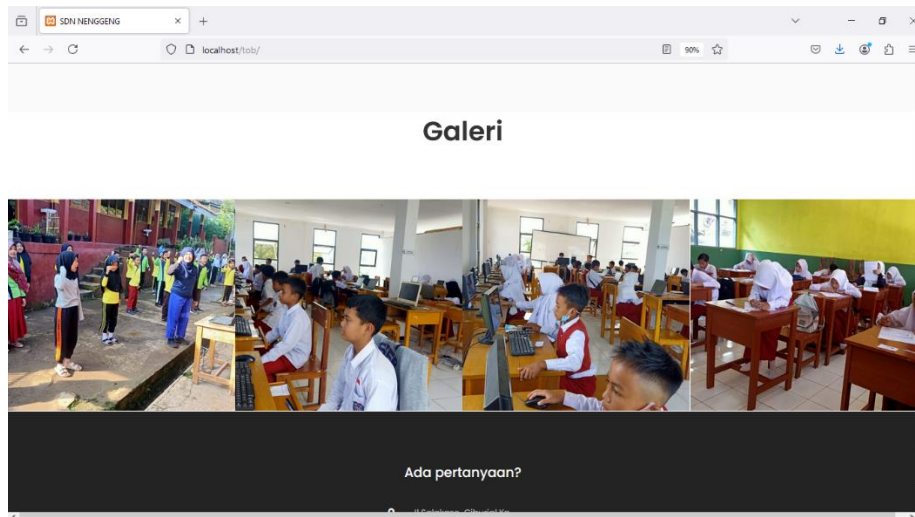 SDN NENGGENG
localhost/tob/
90%
Galeri
Ada pertanyaan?